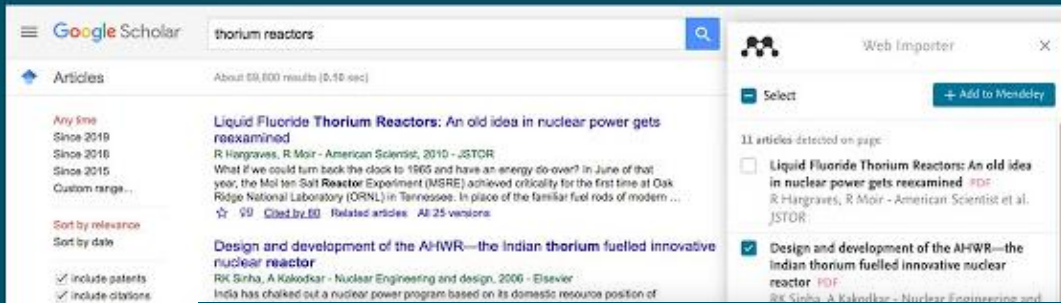 Google Scholar
thorium reactors
Articles
About 59,800 results (0.10 sec)
Any time
Since 2019
Since 2018
Since 2015
Custom range...
Sort by relevance
Sort by date
include patents
include citations
Liquid Fluoride Thorium Reactors: An old idea in nuclear power gets
reexamined
R Hargraves, R Moir - American Scientist, 2010 - JSTOR
What if we could turn back the clock to 1965 and have an energy do-over? In June of that
year, the Mol ten Salt Reactor Experiment (MSRE) achieved criticality for the first time at Oak
Ridge National Laboratory (ORNL) in Tennessee. In place of the familiar fuel rods of modern ...
Cited by 60 Related articles All 25 versions
Design and development of the AHWR—the Indian thorium fuelled innovative
nuclear reactor
RK Sinha, A Kakodkar - Nuclear Engineering and design, 2006 - Elsevier
India has chalked out a nuclear power program based on its domestic resource position of
Web Importer
Select
+ Add to Mendeley
11 articles detected on page
Liquid Fluoride Thorium Reactors: An old idea
in nuclear power gets reexamined PDF
R Hargraves, R Moir - American Scientist et al.
JSTOR
Design and development of the AHWR—the
Indian thorium fuelled innovative nuclear
reactor PDF
RK Sinha, A Kakodkar - Nuclear Engineering and